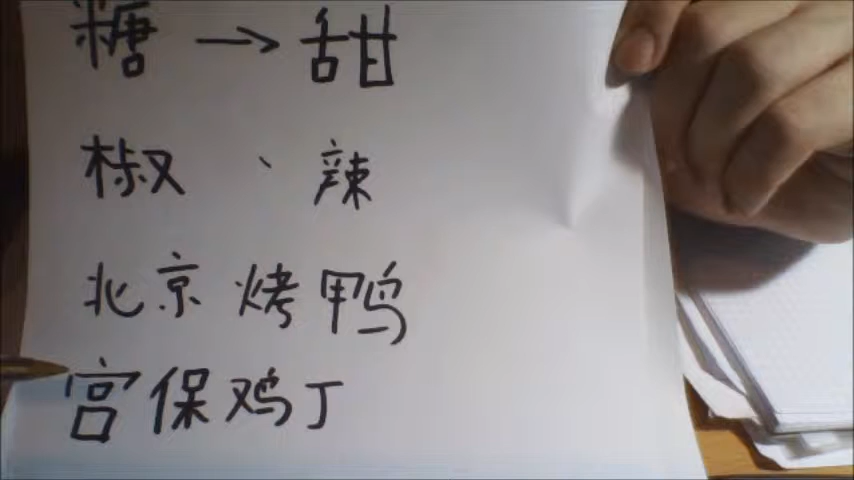 糖 → 甜
椒 、 辣
北京烤鸭
宫保鸡丁